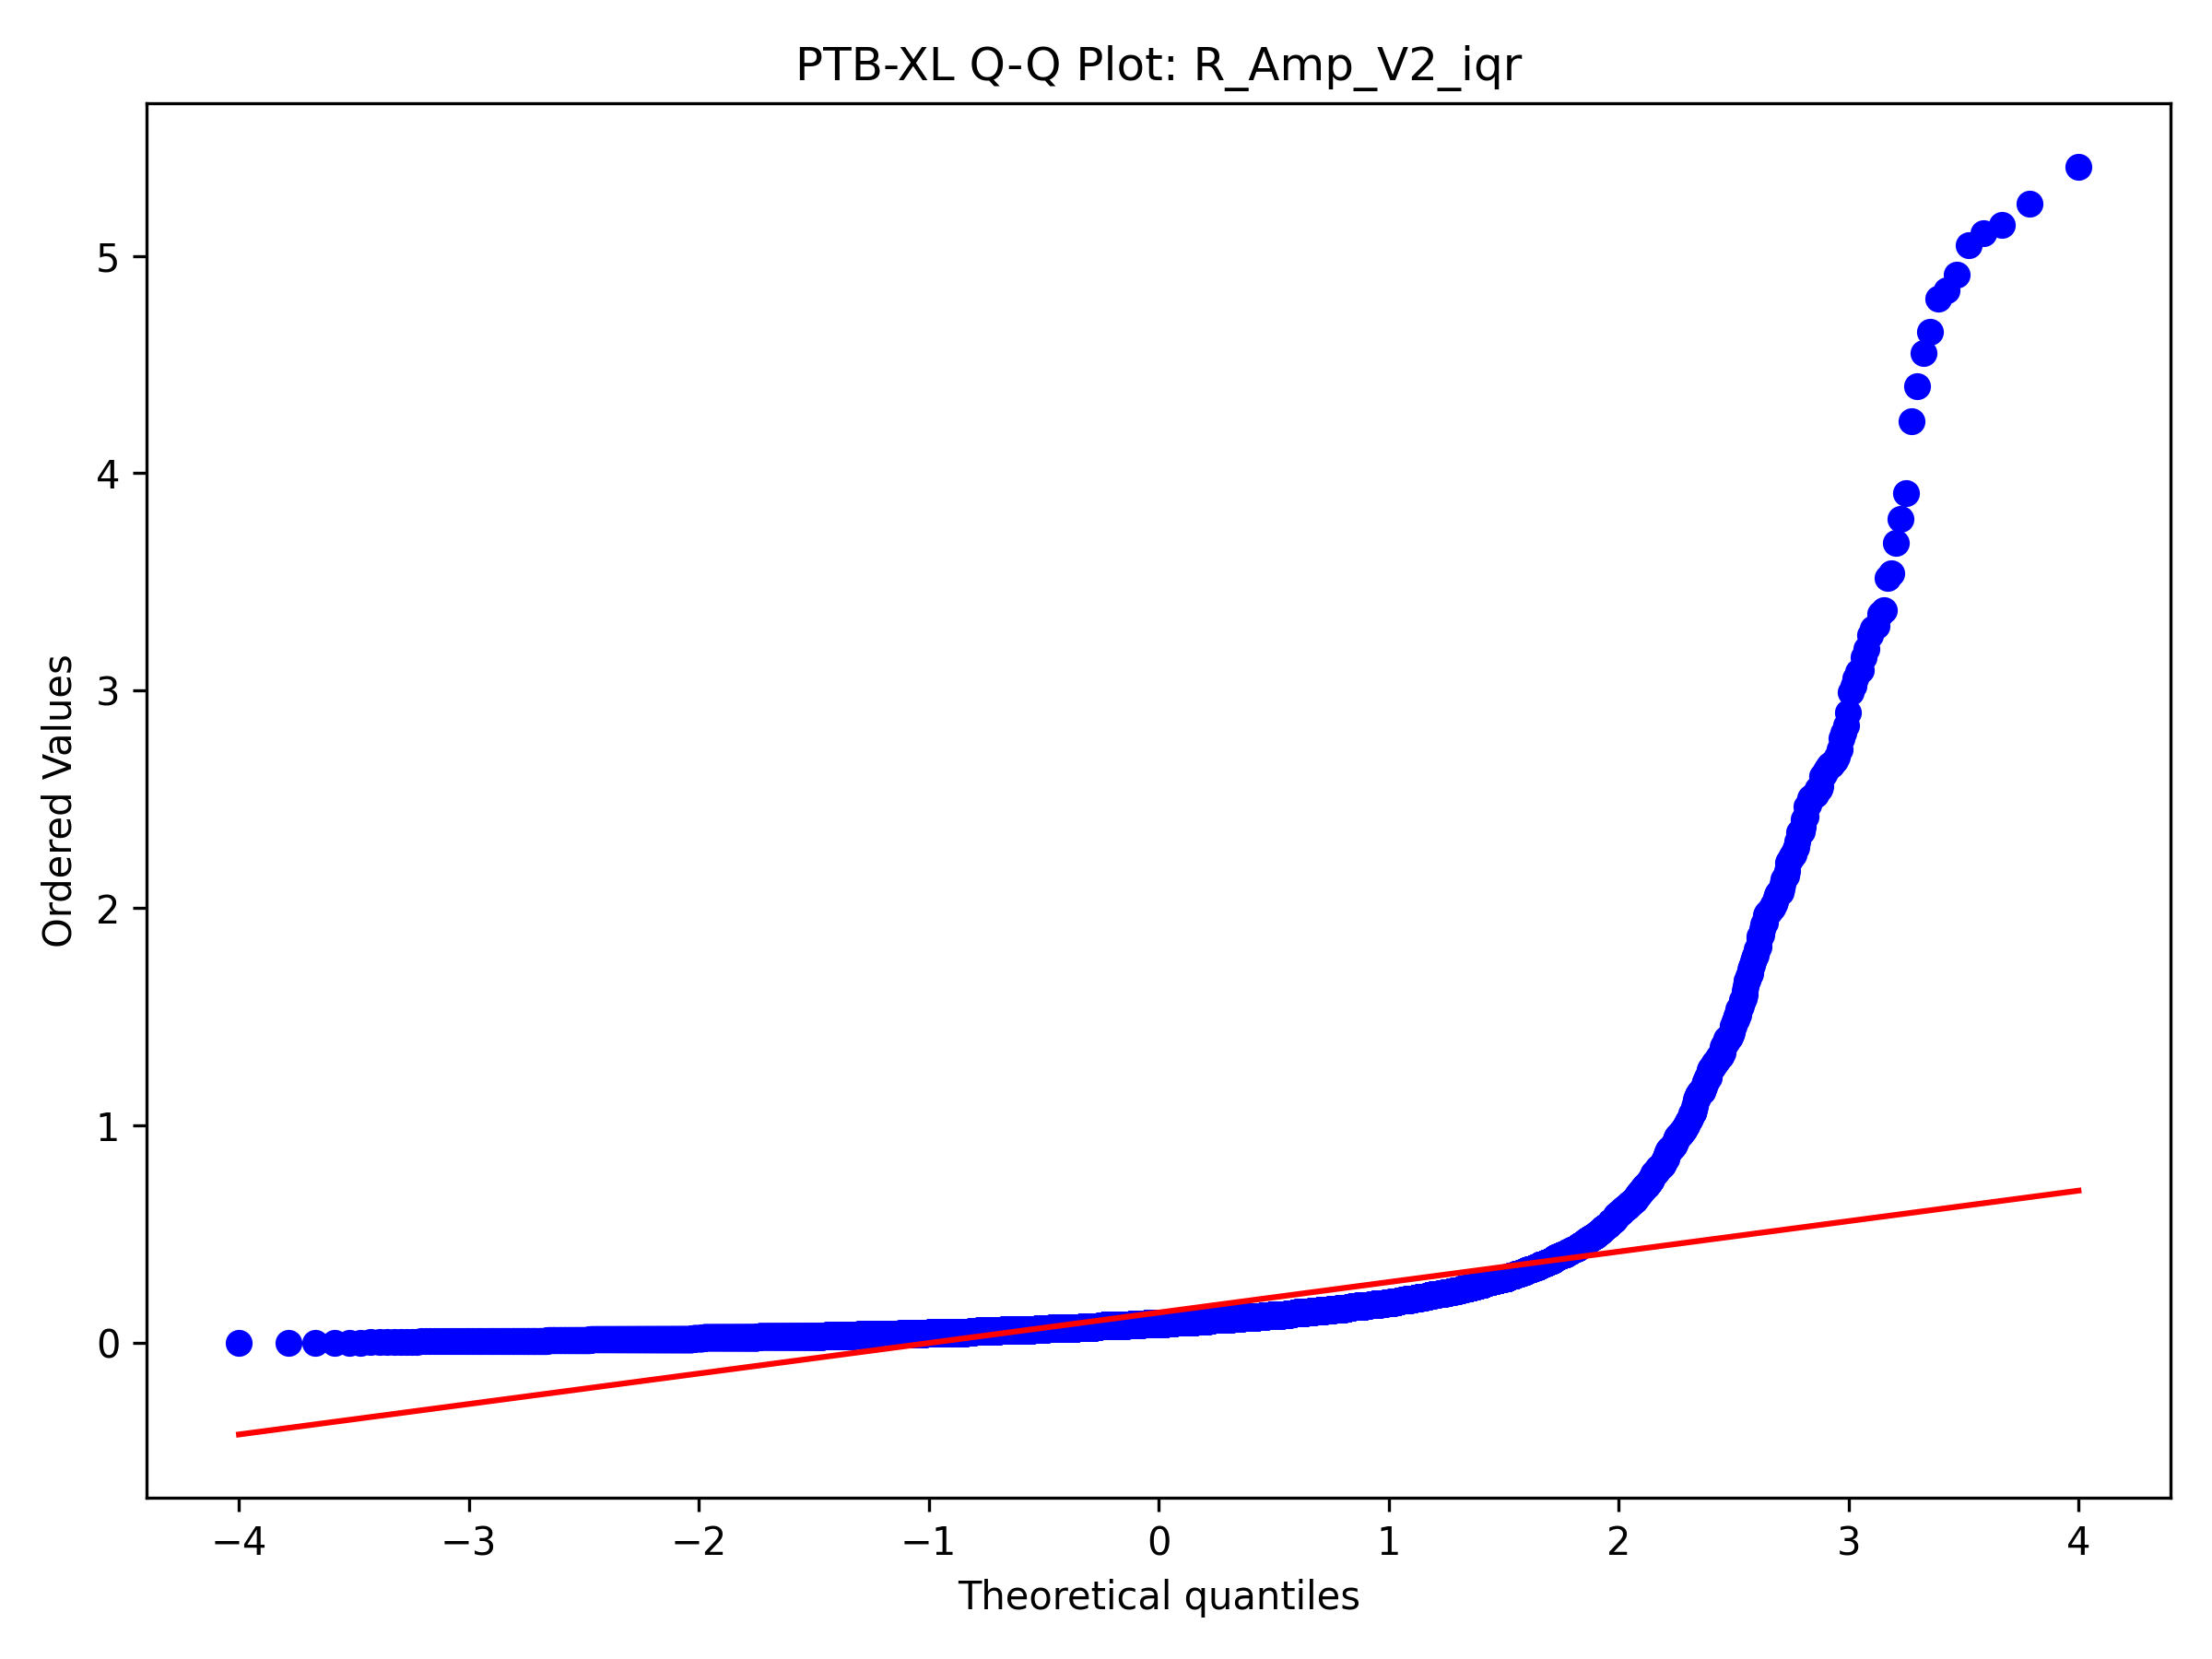 PTB-XL Q-Q Plot: R_Amp_V2_iqr
Ordered Values
5
4
3
2
1
0
−4 −3 −2 −1 0 1 2 3 4
Theoretical quantiles